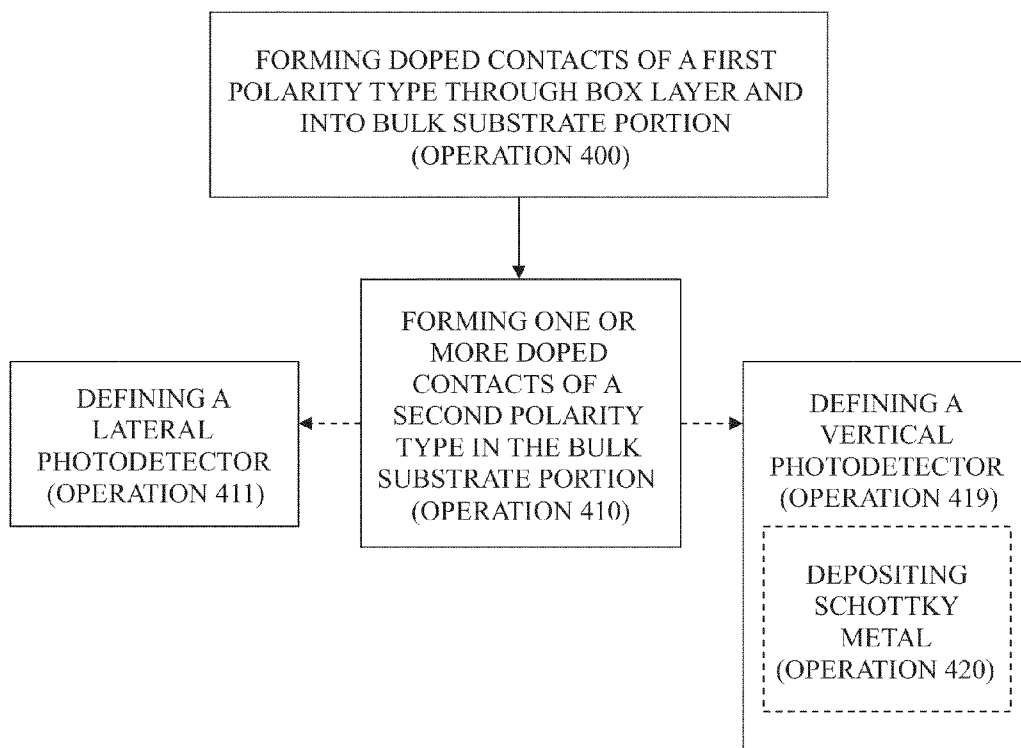 FORMING DOPED CONTACTS OF A FIRST
POLARITY TYPE THROUGH BOX LAYER AND
INTO BULK SUBSTRATE PORTION
(OPERATION 400)
FORMING ONE OR
MORE DOPED
CONTACTS OF A
SECOND POLARITY
TYPE IN THE BULK
SUBSTRATE PORTION
(OPERATION 410)
DEFINING A
LATERAL
PHOTODETECTOR
(OPERATION 411)
DEFINING A
VERTICAL
PHOTODETECTOR
(OPERATION 419)
DEPOSITING
SCHOTTKY
METAL
(OPERATION 420)